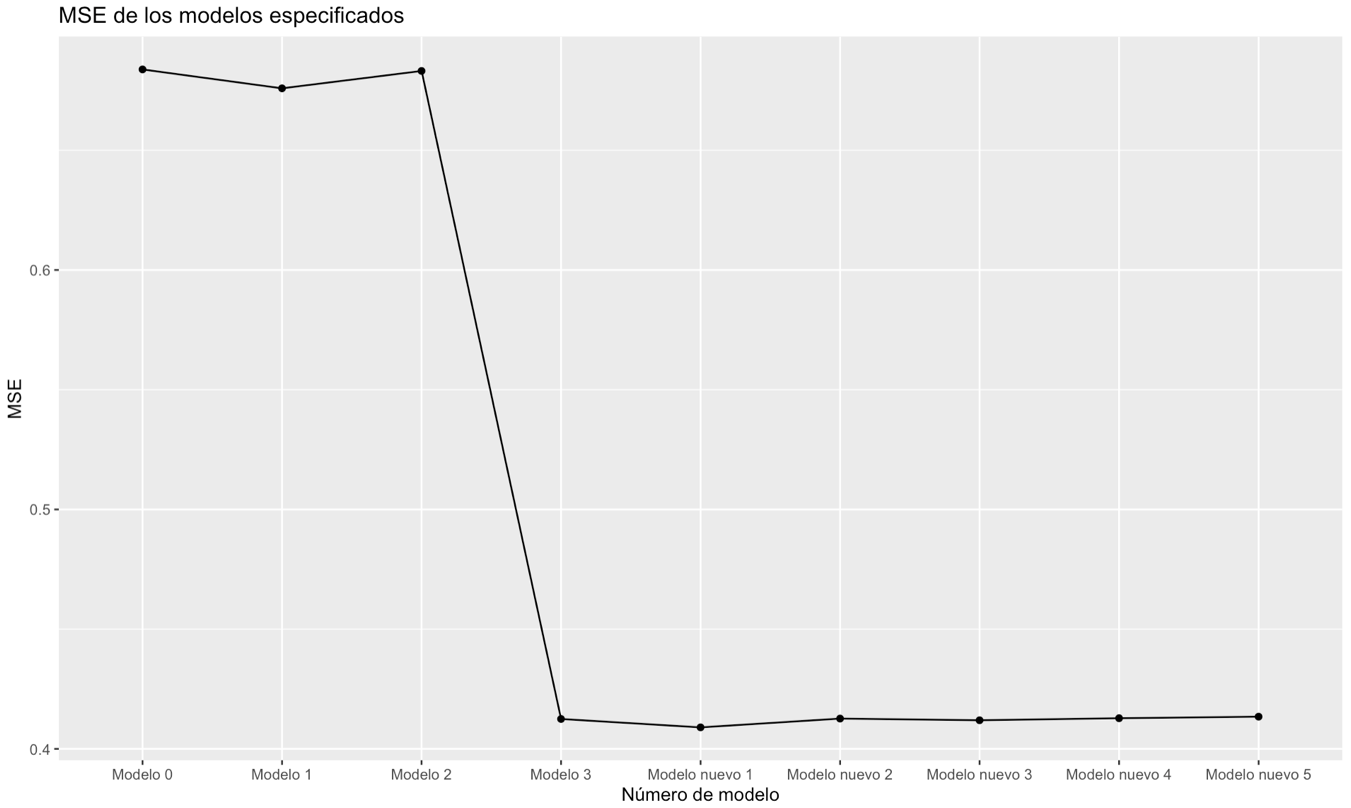 MSE de los modelos especificados
MSE
0.6
0.5
0.4
Modelo 0
Modelo 1
Modelo 2
Modelo 3
Modelo nuevo 1
Modelo nuevo 2
Modelo nuevo 3
Modelo nuevo 4
Modelo nuevo 5
Número de modelo